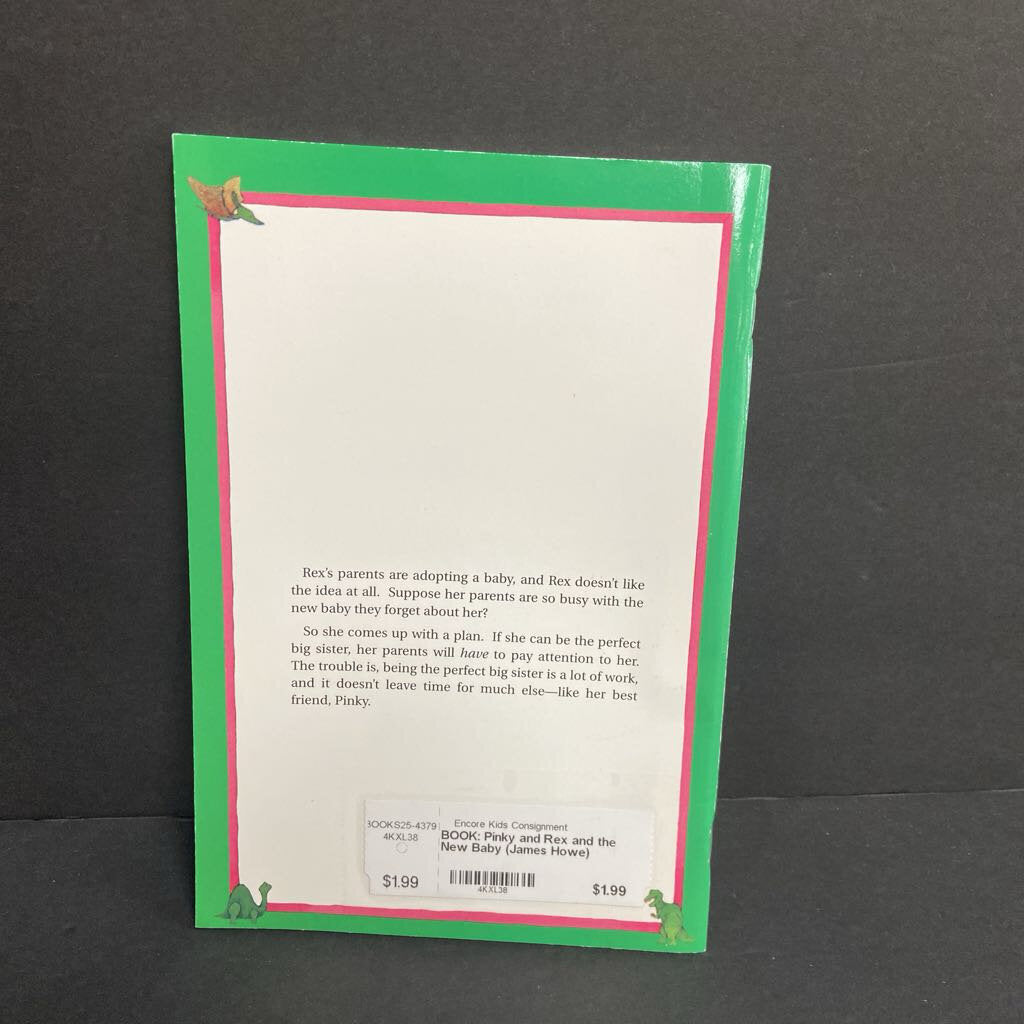 Rex's parents are adopting a baby, and Rex doesn't like
the idea at all. Suppose her parents are so busy with the
new baby they forget about her?
So she comes up with a plan. If she can be the perfect
big sister, her parents will have to pay attention to her.
The trouble is, being the perfect big sister is a lot of work,
and it doesn't leave time for much else—like her best
friend, Pinky.
BOOKS25-4379
4KXL38
$1.99
Encore Kids Consignment
BOOK: Pinky and Rex and the
New Baby (James Howe)
4KXL38
$1.99